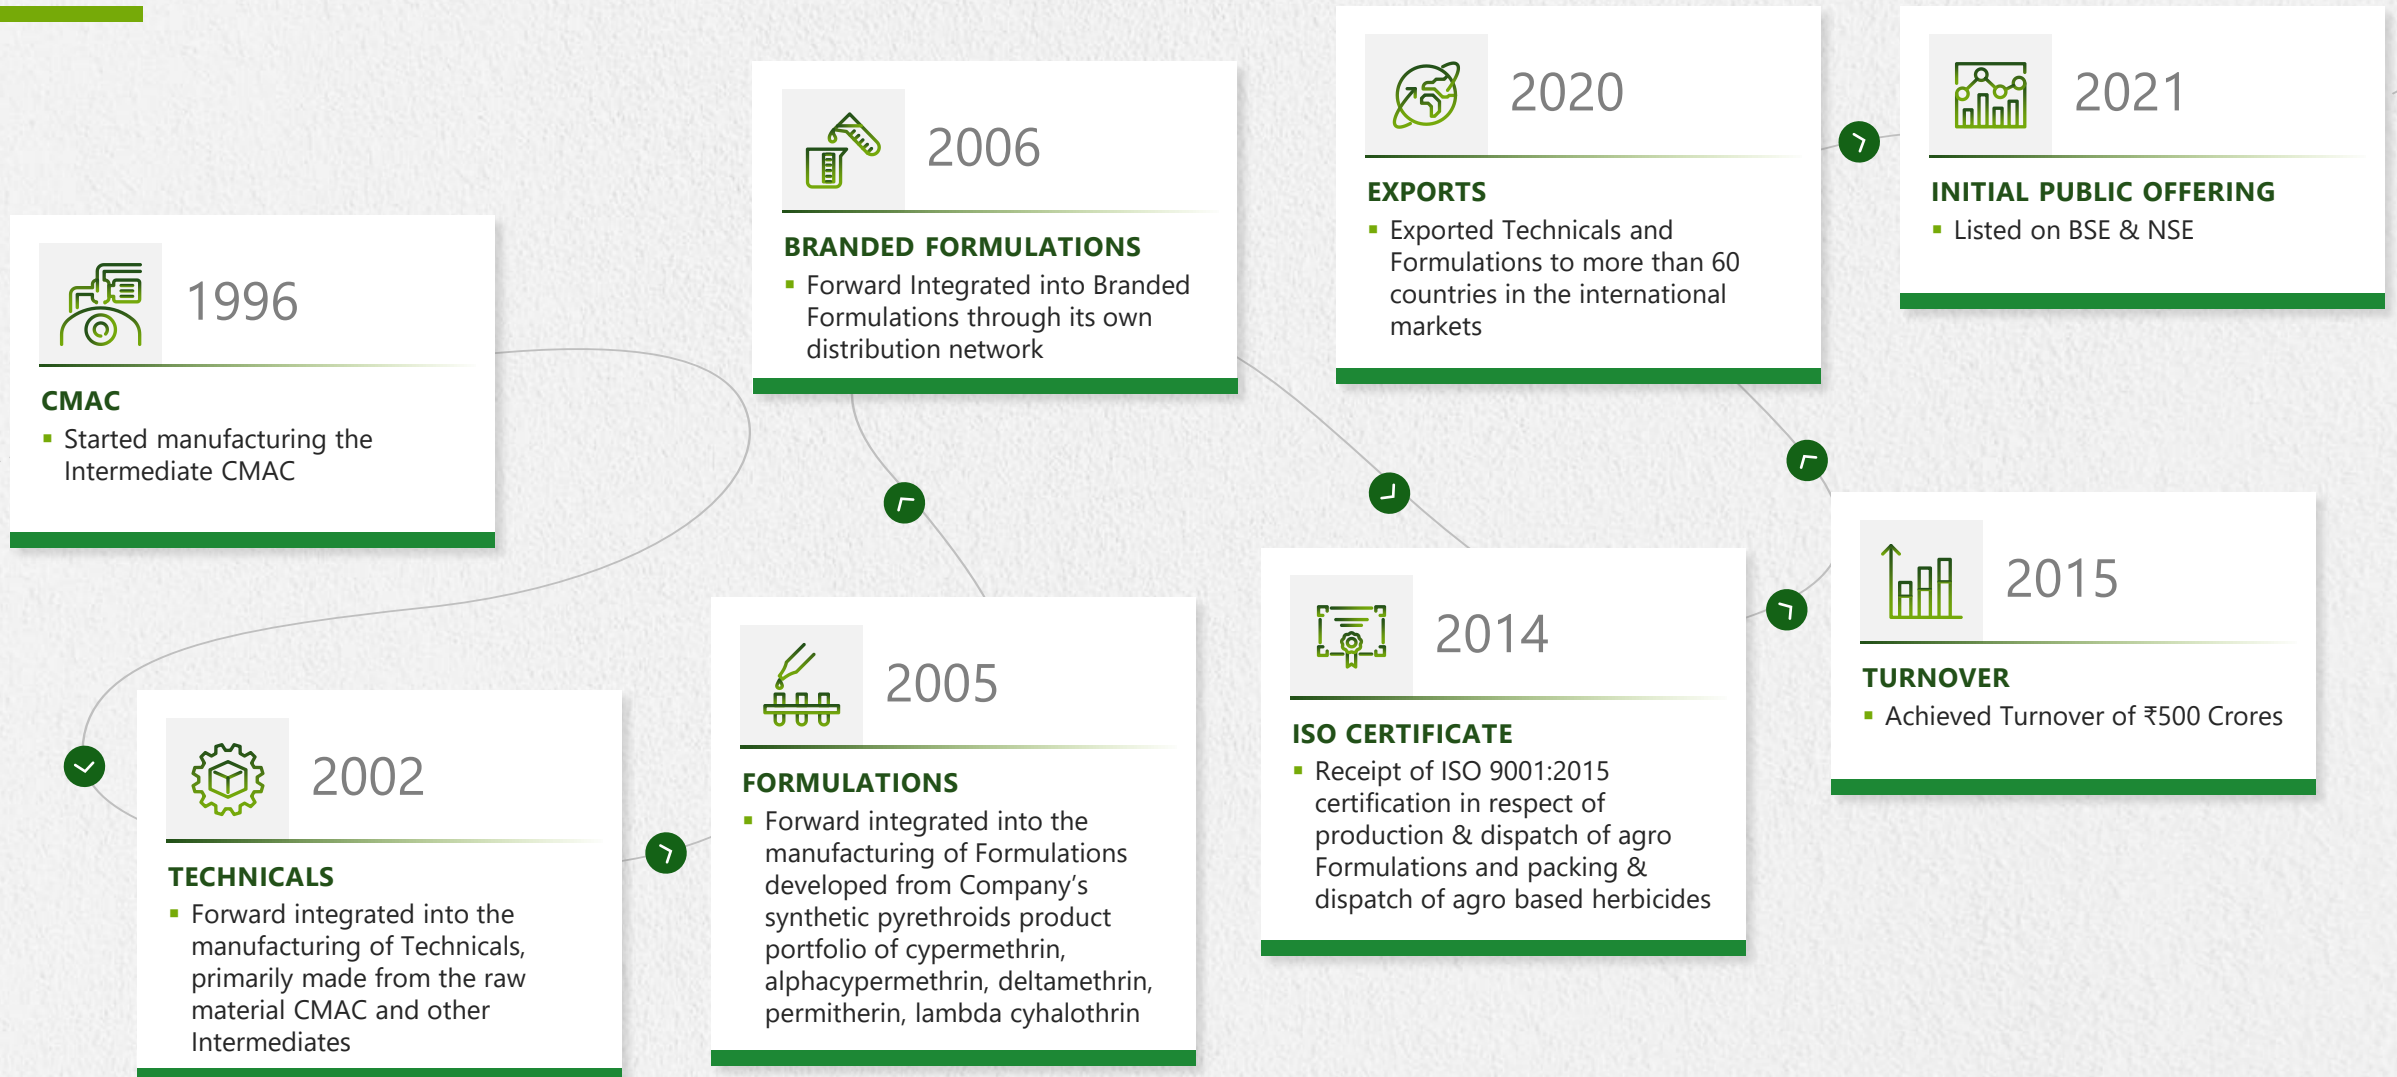 1996
CMAC
▪ Started manufacturing the
Intermediate CMAC
2002
TECHNICALS
▪ Forward integrated into the
manufacturing of Technicals,
primarily made from the raw
material CMAC and other
Intermediates
2005
FORMULATIONS
▪ Forward integrated into the
manufacturing of Formulations
developed from Company’s
synthetic pyrethroids product
portfolio of cypermethrin,
alphacypermethrin, deltamethrin,
permitherin, lambda cyhalothrin
2006
BRANDED FORMULATIONS
▪ Forward Integrated into Branded
Formulations through its own
distribution network
2014
ISO CERTIFICATE
▪ Receipt of ISO 9001:2015
certification in respect of
production & dispatch of agro
Formulations and packing &
dispatch of agro based herbicides
2015
TURNOVER
▪ Achieved Turnover of ₹500 Crores
2020
EXPORTS
▪ Exported Technicals and
Formulations to more than 60
countries in the international
markets
2021
INITIAL PUBLIC OFFERING
▪ Listed on BSE & NSE